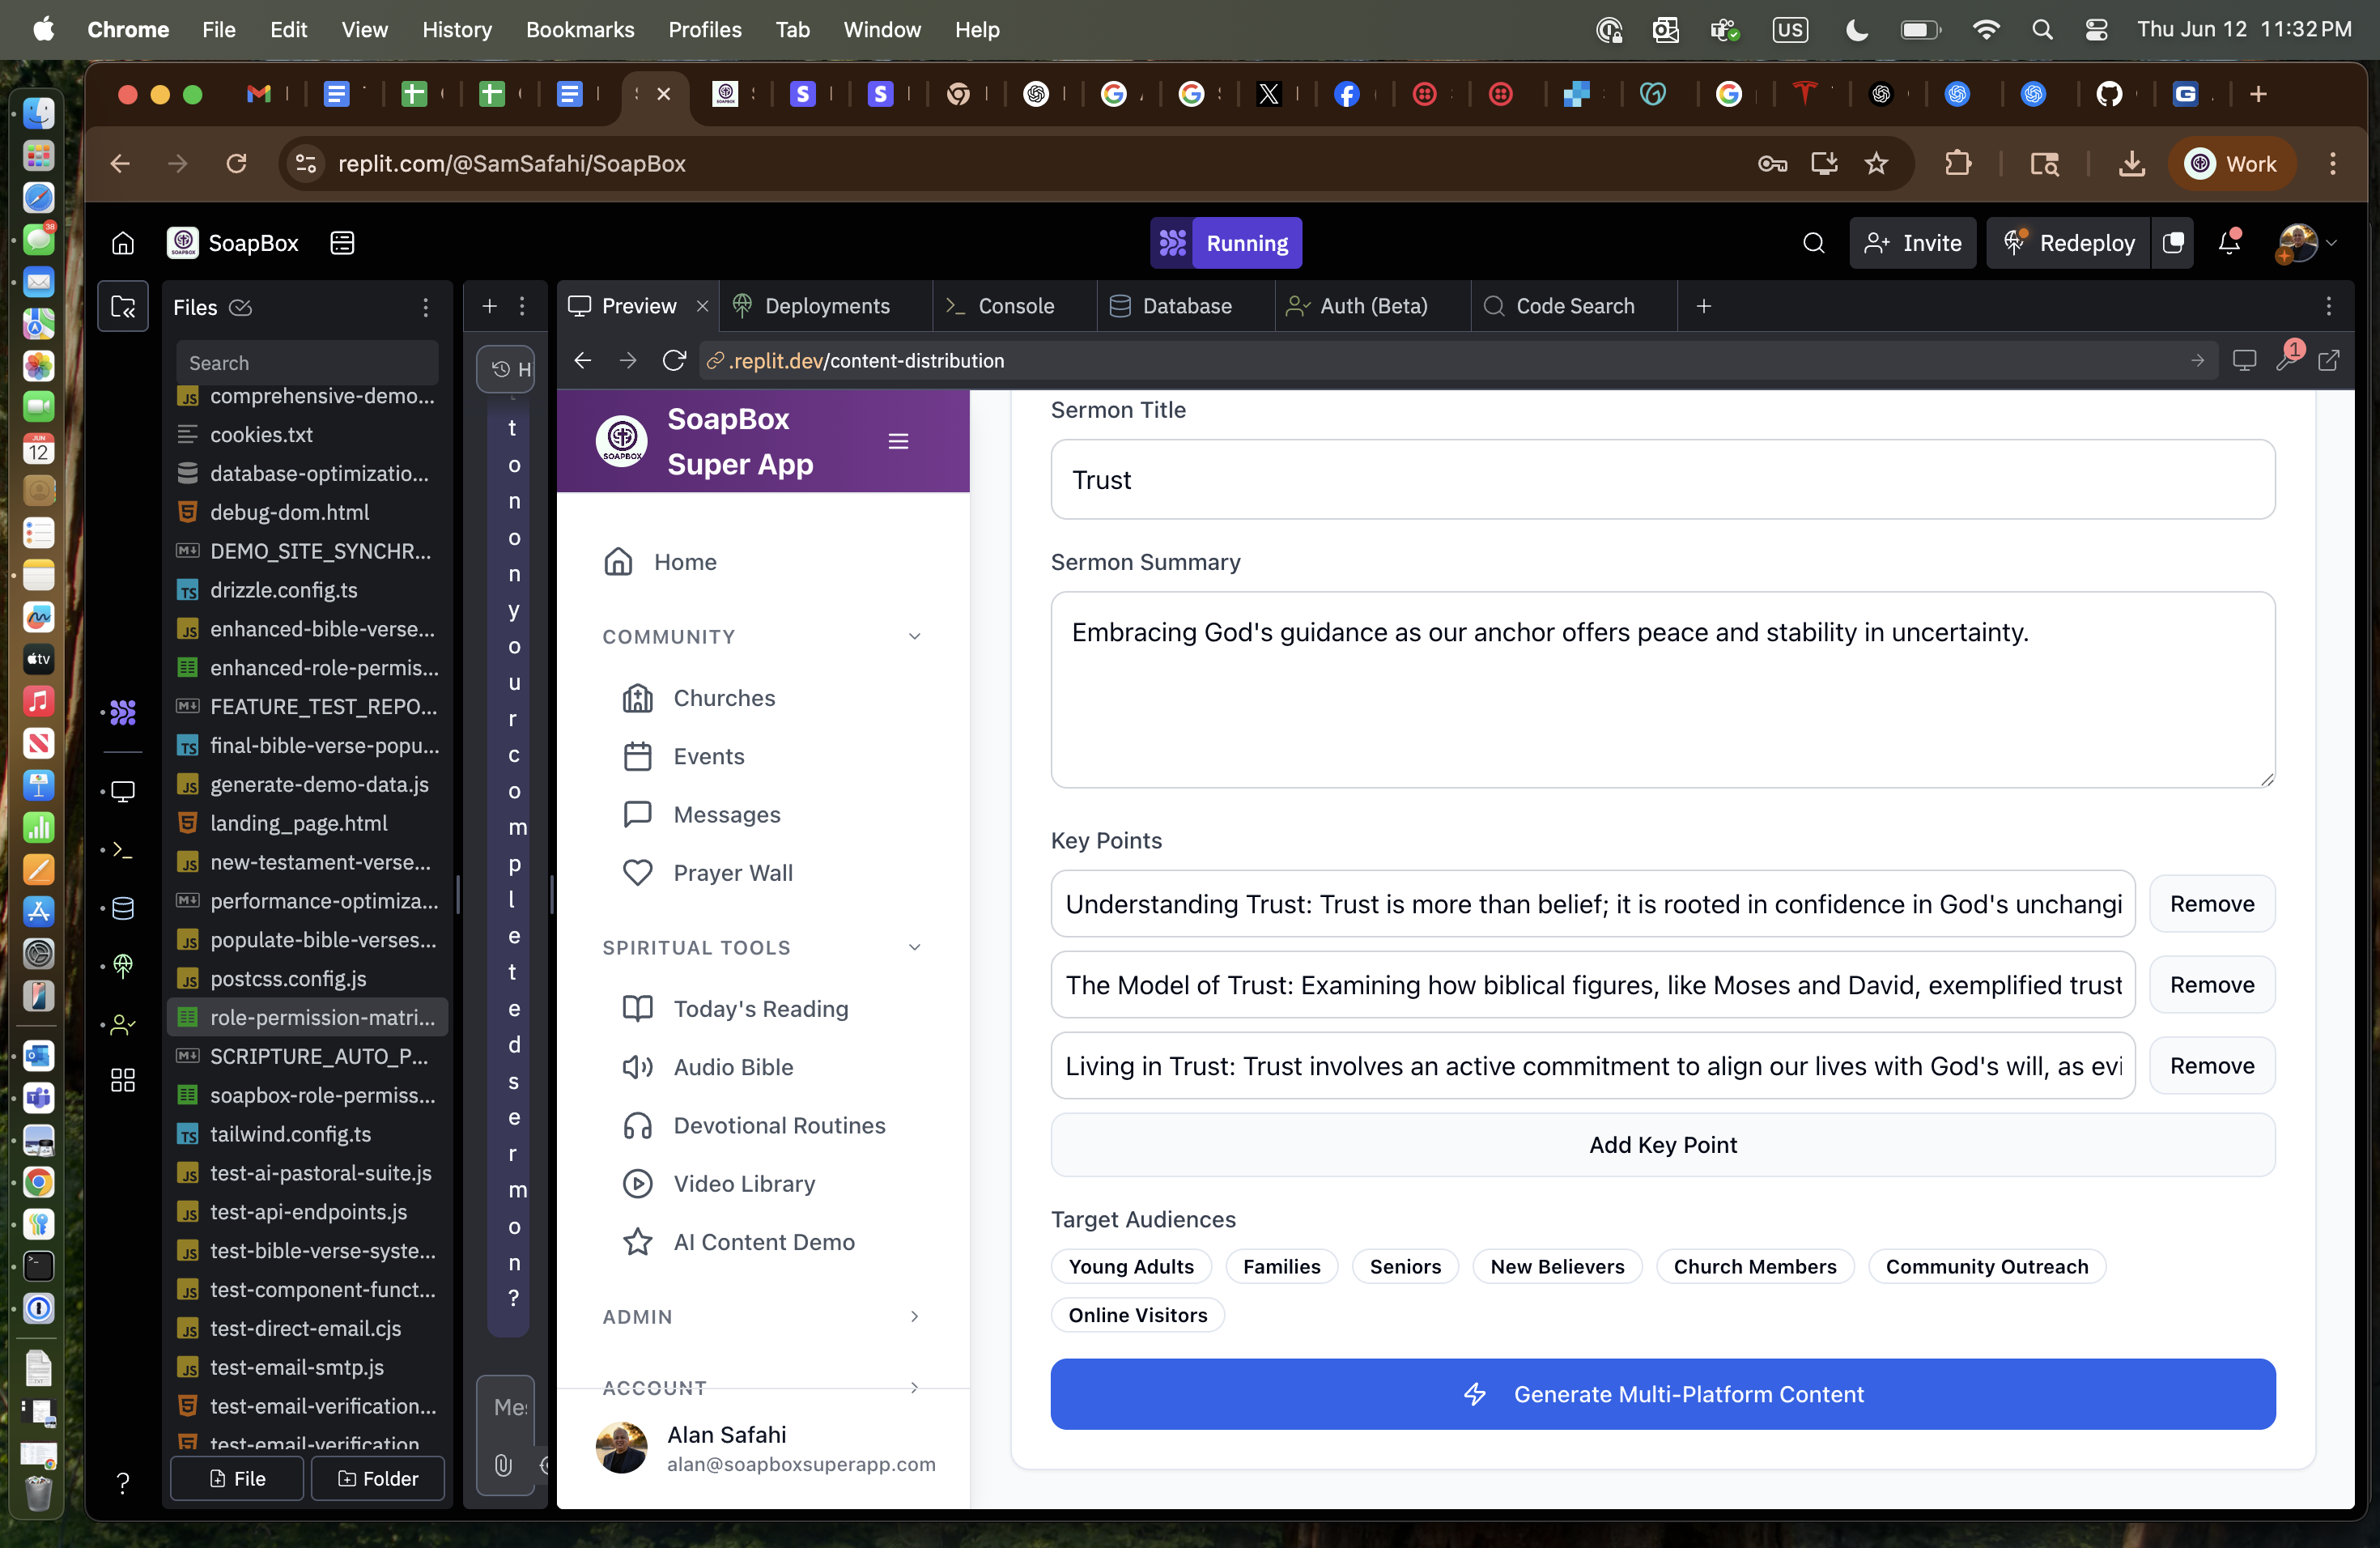 Chrome File Edit View History Bookmarks Profiles Tab Window Help
US
Thu Jun 12 11:32 PM
replit.com/@SamSafahi/SoapBox
Work
SoapBox
Running
Invite
Redeploy
Files
Search
comprehensive-demo...
cookies.txt
database-optimizatio...
debug-dom.html
DEMO_SITE_SYNCHR...
drizzle.config.ts
enhanced-bible-verse...
enhanced-role-permis...
FEATURE_TEST_REPO...
final-bible-verse-popu...
generate-demo-data.js
landing_page.html
new-testament-verse...
performance-optimiza...
populate-bible-verses...
postcss.config.js
role-permission-matri...
SCRIPTURE_AUTO_P...
soapbox-role-permiss...
tailwind.config.ts
test-ai-pastoral-suite.js
test-api-endpoints.js
test-bible-verse-syste...
test-component-funct...
test-direct-email.cjs
test-email-smtp.js
test-email-verification...
test-email-verification
File
Folder
H
t
o
n
o
n
y
o
u
r
c
o
m
p
l
e
t
e
d
s
e
r
m
o
n
?
Preview
Deployments
Console
Database
Auth (Beta)
Code Search
.replit.dev/content-distribution
1
SoapBox
Super App
SOAPBOX
Home
COMMUNITY
Churches
Events
Messages
Prayer Wall
SPIRITUAL TOOLS
Today's Reading
Audio Bible
Devotional Routines
Video Library
AI Content Demo
ADMIN
ACCOUNT
Alan Safahi
alan@soapboxsuperapp.com
Sermon Title
Trust
Sermon Summary
Embracing God's guidance as our anchor offers peace and stability in uncertainty.
Key Points
Understanding Trust: Trust is more than belief; it is rooted in confidence in God's unchangi
Remove
The Model of Trust: Examining how biblical figures, like Moses and David, exemplified trust
Remove
Living in Trust: Trust involves an active commitment to align our lives with God's will, as evi
Remove
Add Key Point
Target Audiences
Young Adults
Families
Seniors
New Believers
Church Members
Community Outreach
Online Visitors
Generate Multi-Platform Content